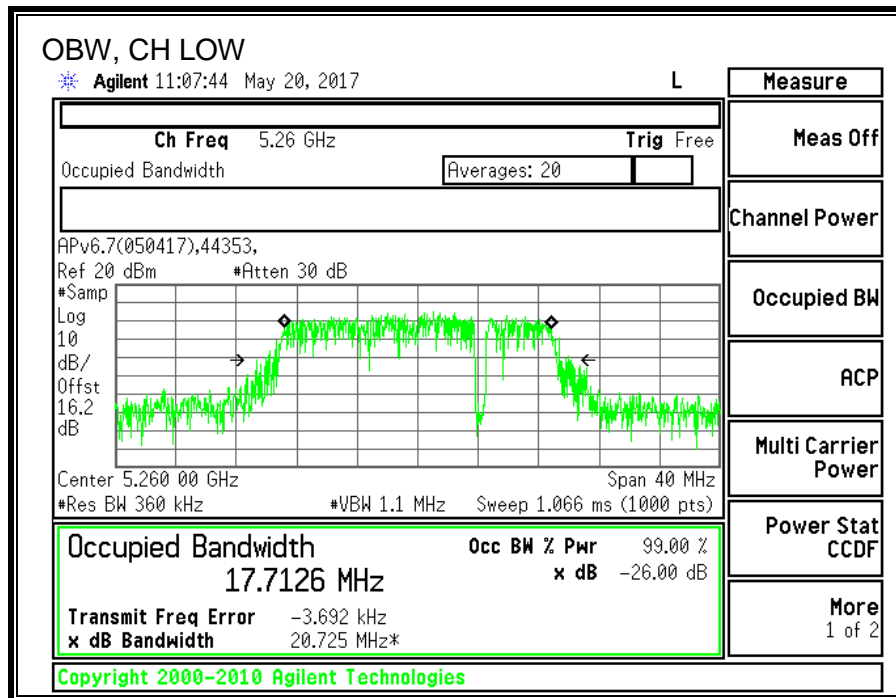 OBW, CH LOW
Agilent 11:07:44 May 20, 2017 L
Measure
Ch Freq 5.26 GHz Trig Free
Meas Off
Occupied Bandwidth Averages: 20
Channel Power
APv6.7(050417),44353,
Ref 20 dBm #Atten 30 dB
#Samp
Log
10
dB/
Offst
16.2
dB
Occupied BW
ACP
Multi Carrier
Power
Center 5.260 00 GHz Span 40 MHz
#Res BW 360 kHz #VBW 1.1 MHz Sweep 1.066 ms (1000 pts)
Power Stat
CCDF
Occupied Bandwidth Occ BW % Pwr 99.00 %
17.7126 MHz x dB -26.00 dB
Transmit Freq Error -3.692 kHz
x dB Bandwidth 20.725 MHz*
More
1 of 2
Copyright 2000-2010 Agilent Technologies